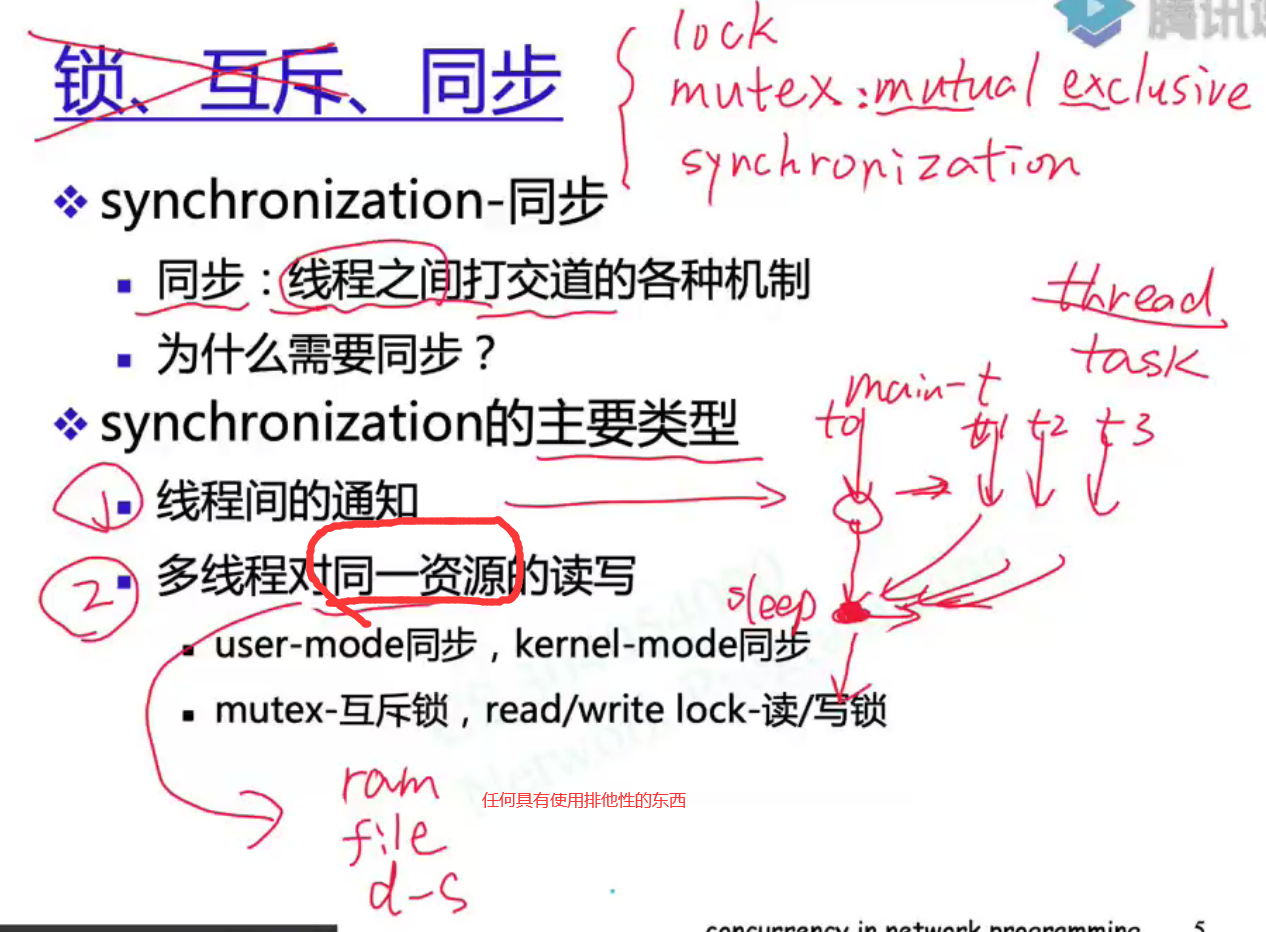 腾讯课
锁、互斥、同步
lock
mutex:mutual exclusive
synchronization
synchronization-同步
同步：线程之间打交道的各种机制
为什么需要同步？
thread
task
synchronization的主要类型
main-t
t0 t1 t2 t3
1 线程间的通知
2 多线程对同一资源的读写
sleep
user-mode同步，kernel-mode同步
mutex-互斥锁，read/write lock-读/写锁
ram
任何具有使用排他性的东西
file
d-s
concurrency in network programming 5